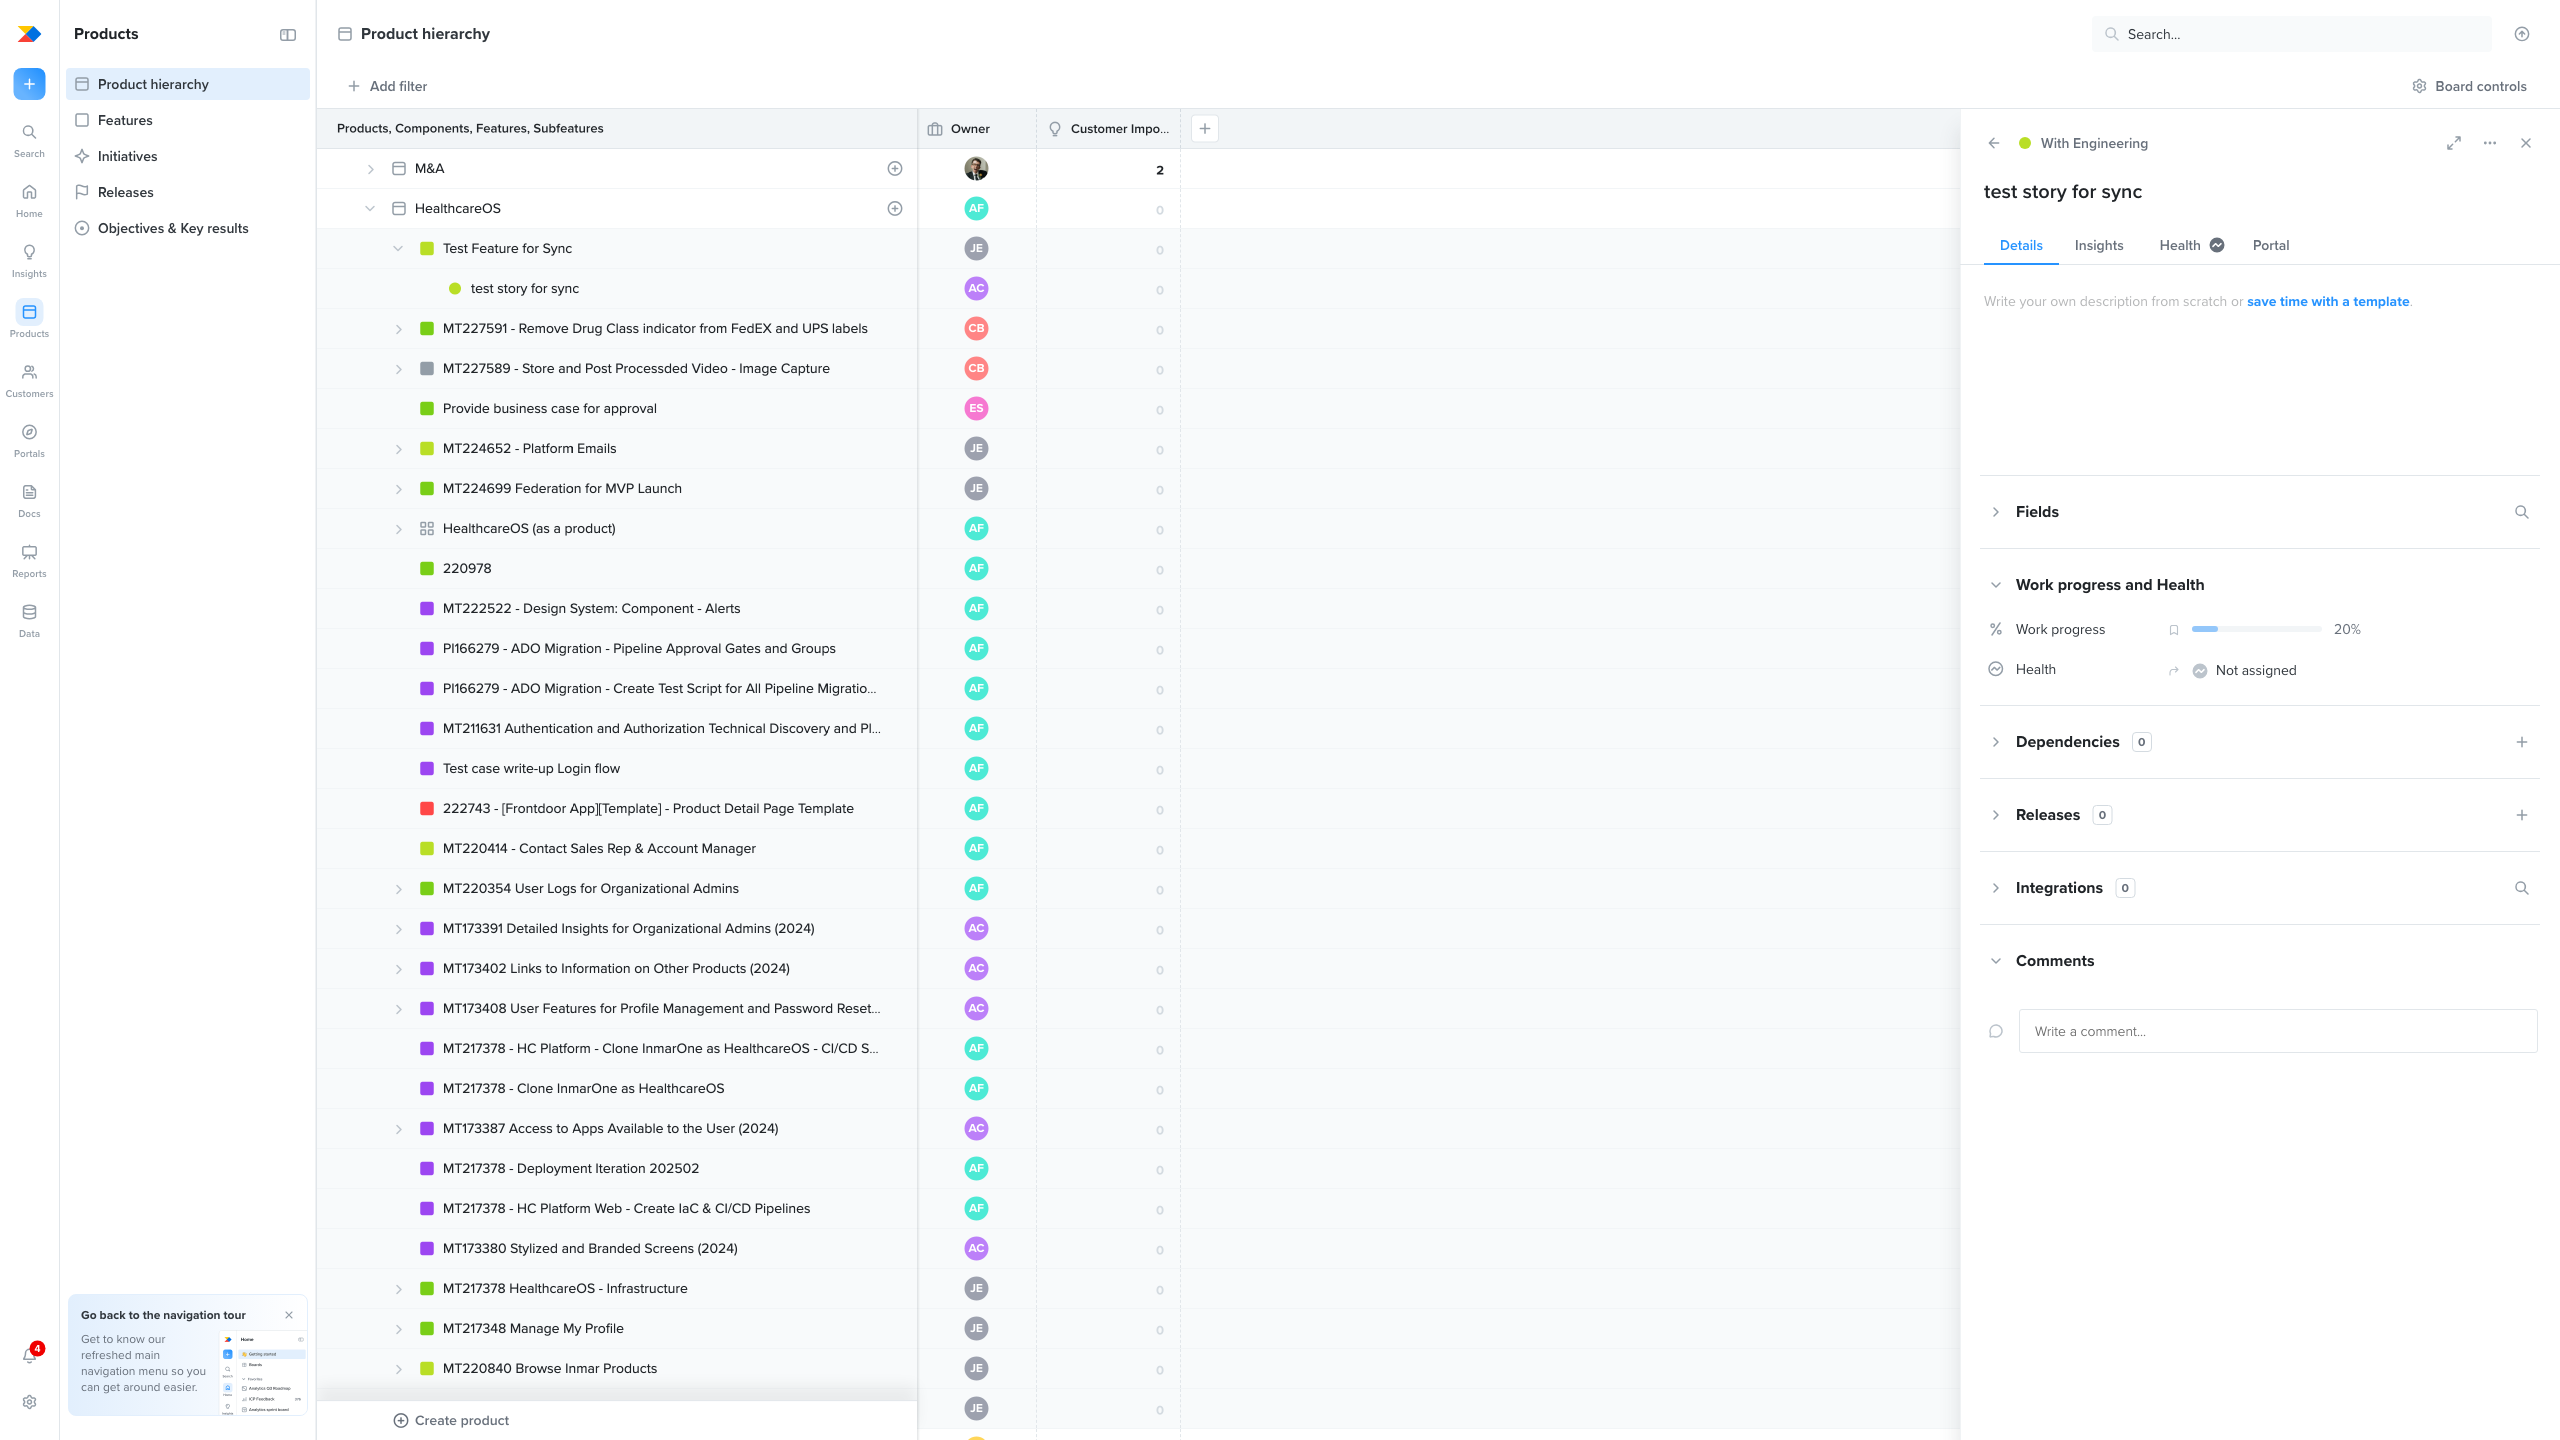 Products
Search
Home
Insights
Products
Customers
Portals
Docs
Reports
Data
4
Product hierarchy
Features
Initiatives
Releases
Objectives & Key results
Go back to the navigation tour
Get to know our
refreshed main
navigation menu so you
can get around easier.
Product hierarchy
Search...
Add filter
Board controls
Products, Components, Features, Subfeatures
Owner
Customer Impo...
M&A
2
HealthcareOS
AF
0
Test Feature for Sync
JE
0
test story for sync
AC
0
MT227591 - Remove Drug Class indicator from FedEX and UPS labels
CB
0
MT227589 - Store and Post Processded Video - Image Capture
CB
0
Provide business case for approval
ES
0
MT224652 - Platform Emails
JE
0
MT224699 Federation for MVP Launch
JE
0
HealthcareOS (as a product)
AF
0
220978
AF
0
MT222522 - Design System: Component - Alerts
AF
0
PI166279 - ADO Migration - Pipeline Approval Gates and Groups
AF
0
PI166279 - ADO Migration - Create Test Script for All Pipeline Migratio...
AF
0
MT211631 Authentication and Authorization Technical Discovery and Pl...
AF
0
Test case write-up Login flow
AF
0
222743 - [Frontdoor App][Template] - Product Detail Page Template
AF
0
MT220414 - Contact Sales Rep & Account Manager
AF
0
MT220354 User Logs for Organizational Admins
AF
0
MT173391 Detailed Insights for Organizational Admins (2024)
AC
0
MT173402 Links to Information on Other Products (2024)
AC
0
MT173408 User Features for Profile Management and Password Reset...
AC
0
MT217378 - HC Platform - Clone InmarOne as HealthcareOS - CI/CD S...
AF
0
MT217378 - Clone InmarOne as HealthcareOS
AF
0
MT173387 Access to Apps Available to the User (2024)
AC
0
MT217378 - Deployment Iteration 202502
AF
0
MT217378 - HC Platform Web - Create IaC & CI/CD Pipelines
AF
0
MT173380 Stylized and Branded Screens (2024)
AC
0
MT217378 HealthcareOS - Infrastructure
JE
0
MT217348 Manage My Profile
JE
0
MT220840 Browse Inmar Products
JE
0
JE
0
Create product
With Engineering
test story for sync
Details
Insights
Health
Portal
Write your own description from scratch or save time with a template.
Fields
Work progress and Health
Work progress
20%
Health
Not assigned
Dependencies
0
Releases
0
Integrations
0
Comments
Write a comment...